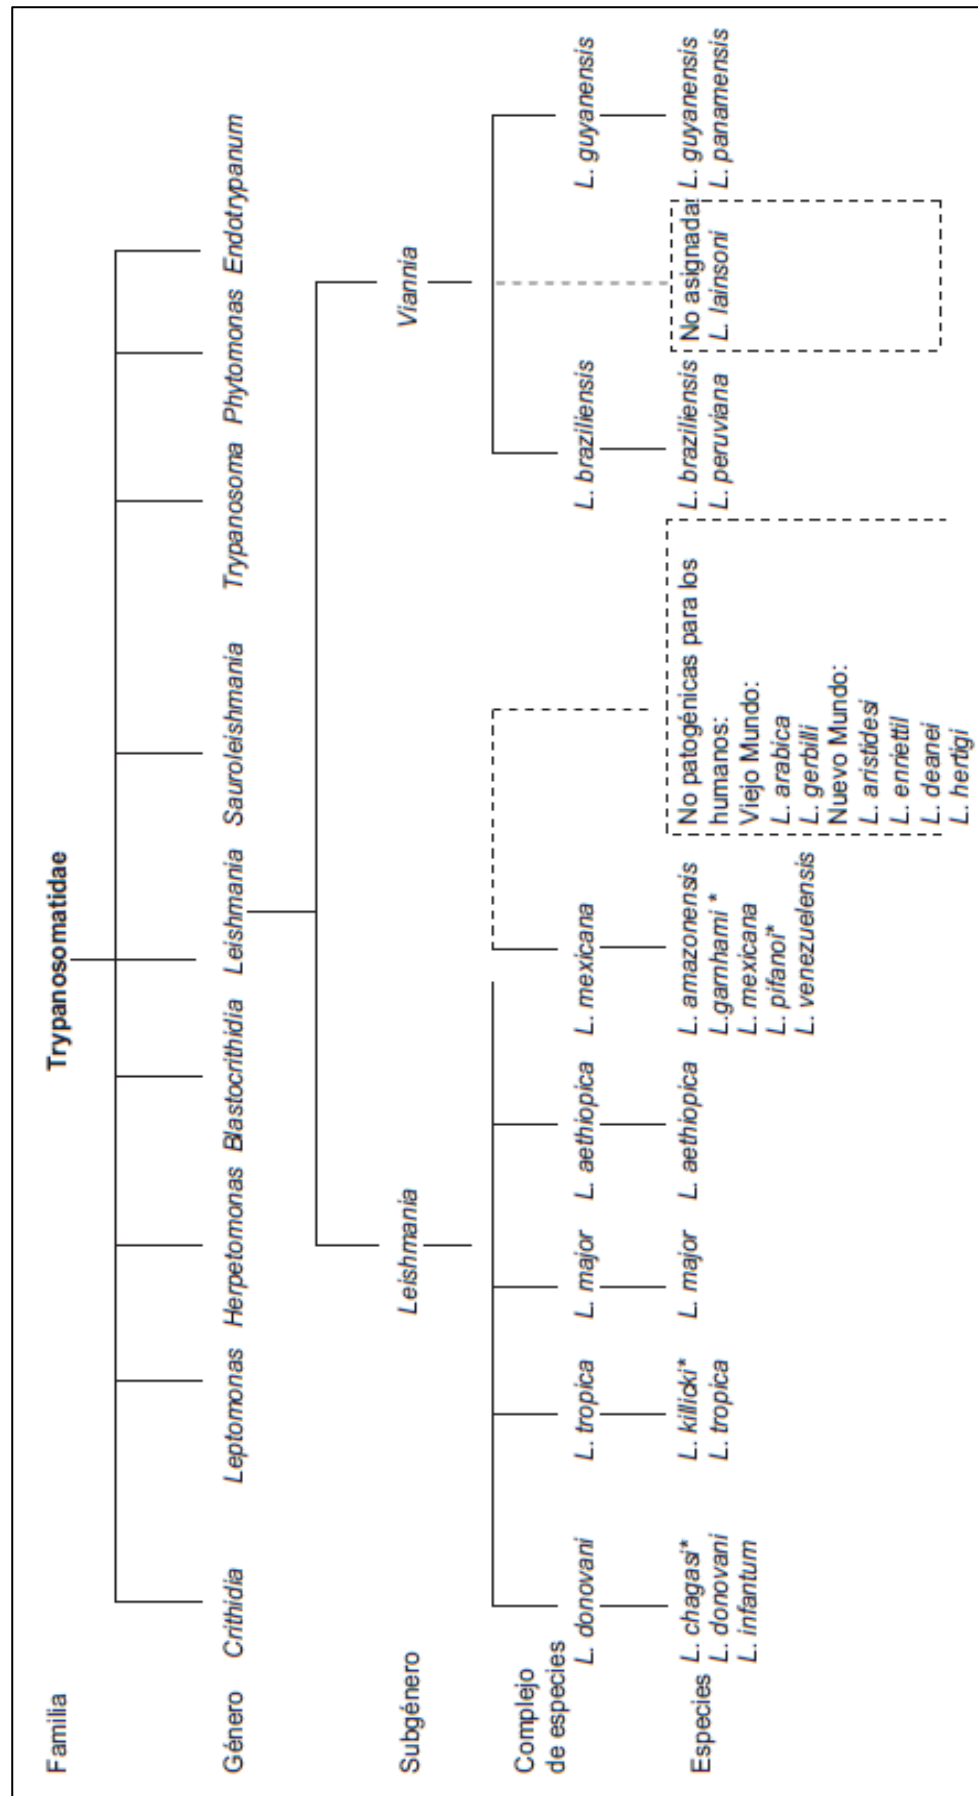 Familia
Trypanosomatidae
Género
Crithidia
Leptomonas
Herpetomonas
Blastocrithidia
Leishmania
Sauroleishmania
Trypanosoma
Phytomonas
Endotrypanum
Subgénero
Leishmania
Viannia
Complejo
de especies
L. donovani
L. tropica
L. major
L. aethiopica
L. mexicana
L. braziliensis
L. guyanensis
Especies
L. chagasi*
L. donovani
L. infantum
L. killicki*
L. tropica
L. major
L. aethiopica
L. amazonensis
L.garnhami *
L. mexicana
L. pifanoi*
L. venezuelensis
No patogénicas para los
humanos:
Viejo Mundo:
L. arabica
L. gerbilli
Nuevo Mundo:
L. aristidesi
L. enriettil
L. deanei
L. hertigi
L. braziliensis
L. peruviana
No asignada:
L. lainsoni
L. guyanensis
L. panamensis